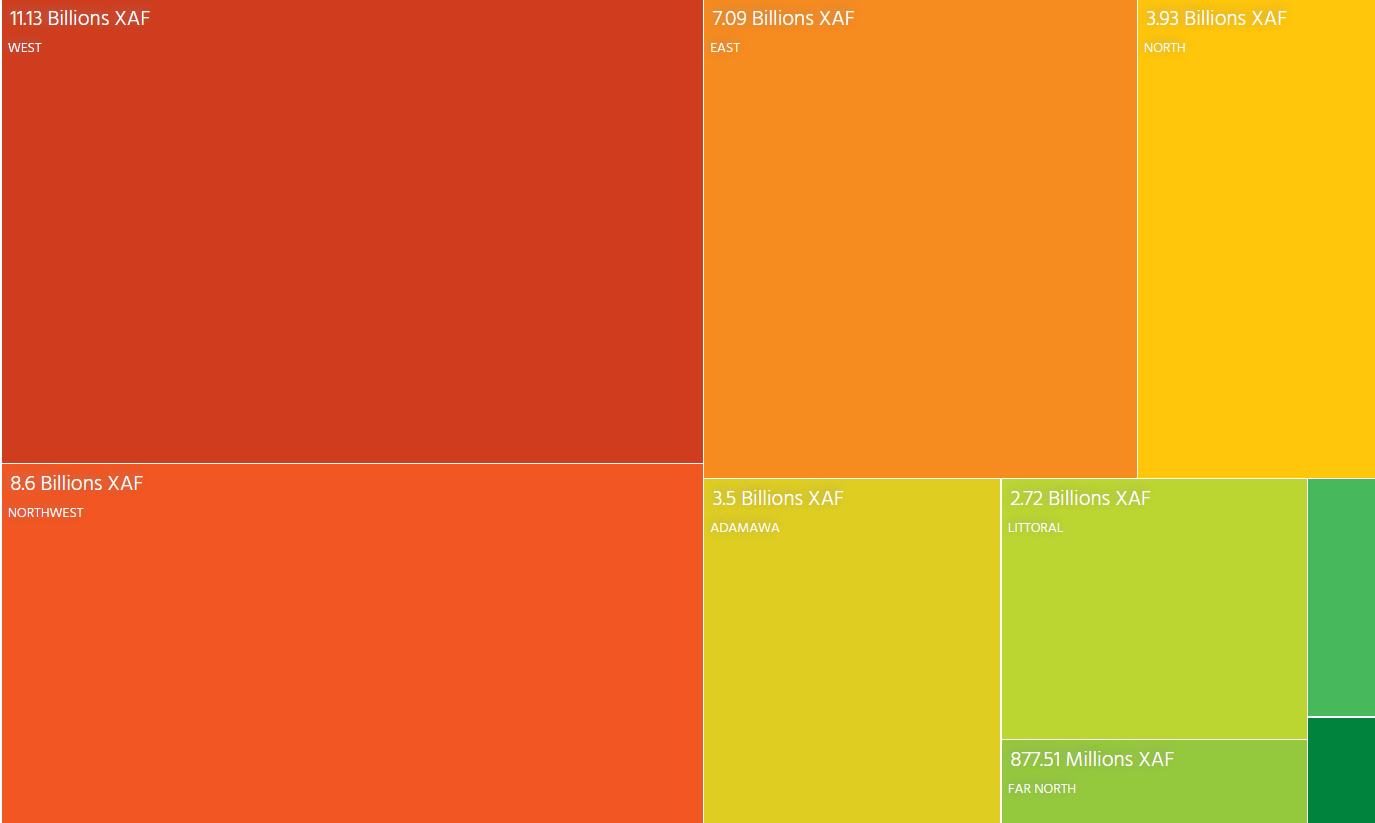 11.13 Billions XAF
WEST
7.09 Billions XAF
EAST
3.93 Billions XAF
NORTH
8.6 Billions XAF
NORTHWEST
3.5 Billions XAF
ADAMAWA
2.72 Billions XAF
LITTORAL
877.51 Millions XAF
FAR NORTH